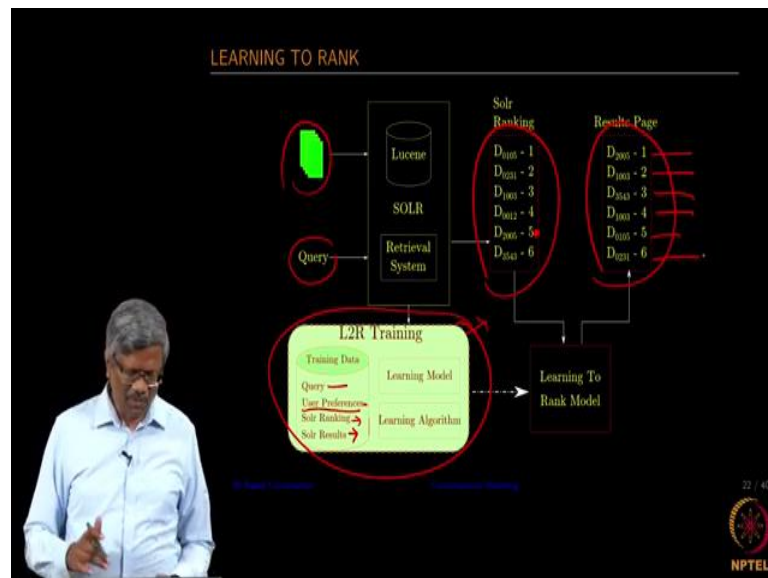 LEARNING TO RANK
Solr
Ranking
Results Page
Lucene
SOLR
Retrieval
System
Query
D0105 - 1
D0231 - 2
D1003 - 3
D0012 - 4
D2005 - 5
D3543 - 6
D2005 - 1
D1003 - 2
D3543 - 3
D1003 - 4
D0105 - 5
D0231 - 6
L2R Training
Training Data
Query
User Preferences
Solr Ranking
Solr Results
Learning Model
Learning Algorithm
Learning To
Rank Model
22 / 40
NPTEL